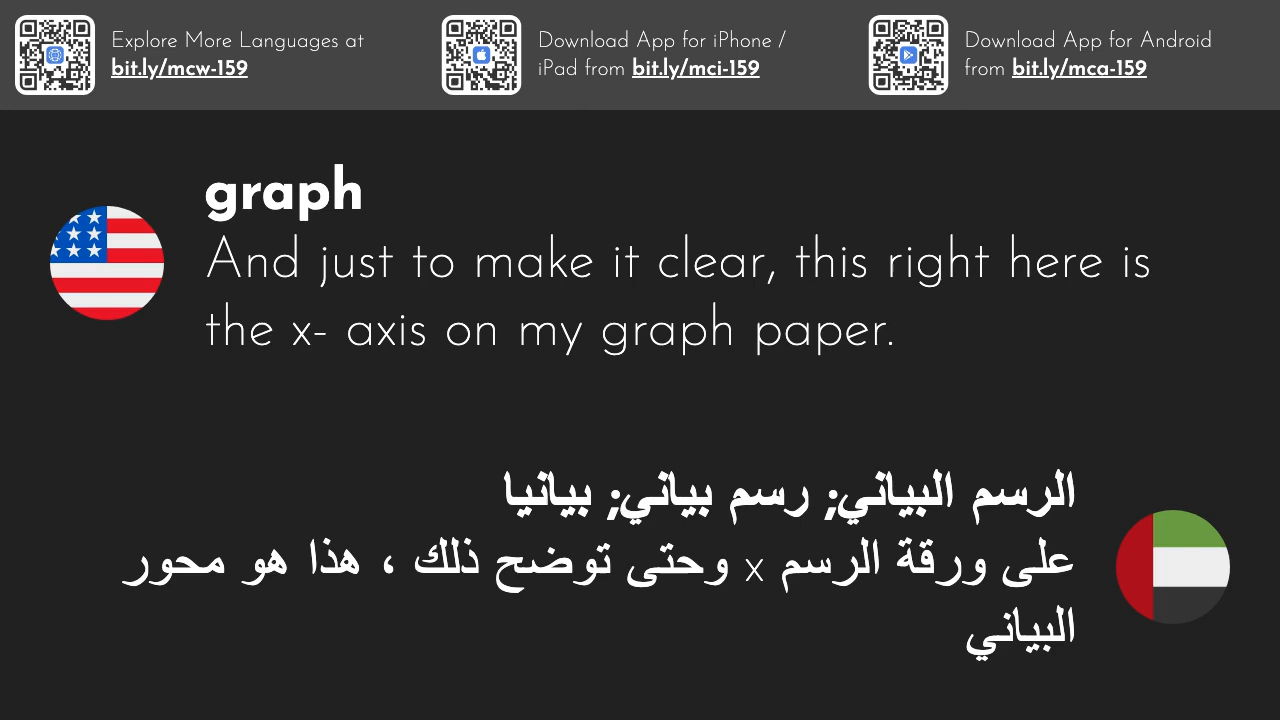 Explore More Languages at
bit.ly/mcw-159
Download App for iPhone /
iPad from bit.ly/mci-159
Download App for Android
from bit.ly/mca-159
graph
And just to make it clear, this right here is
the x- axis on my graph paper.
الرسم البياني; رسم بياني; بيانيا
على ورقة الرسم x وحتى توضح ذلك ، هذا هو محور
البياني